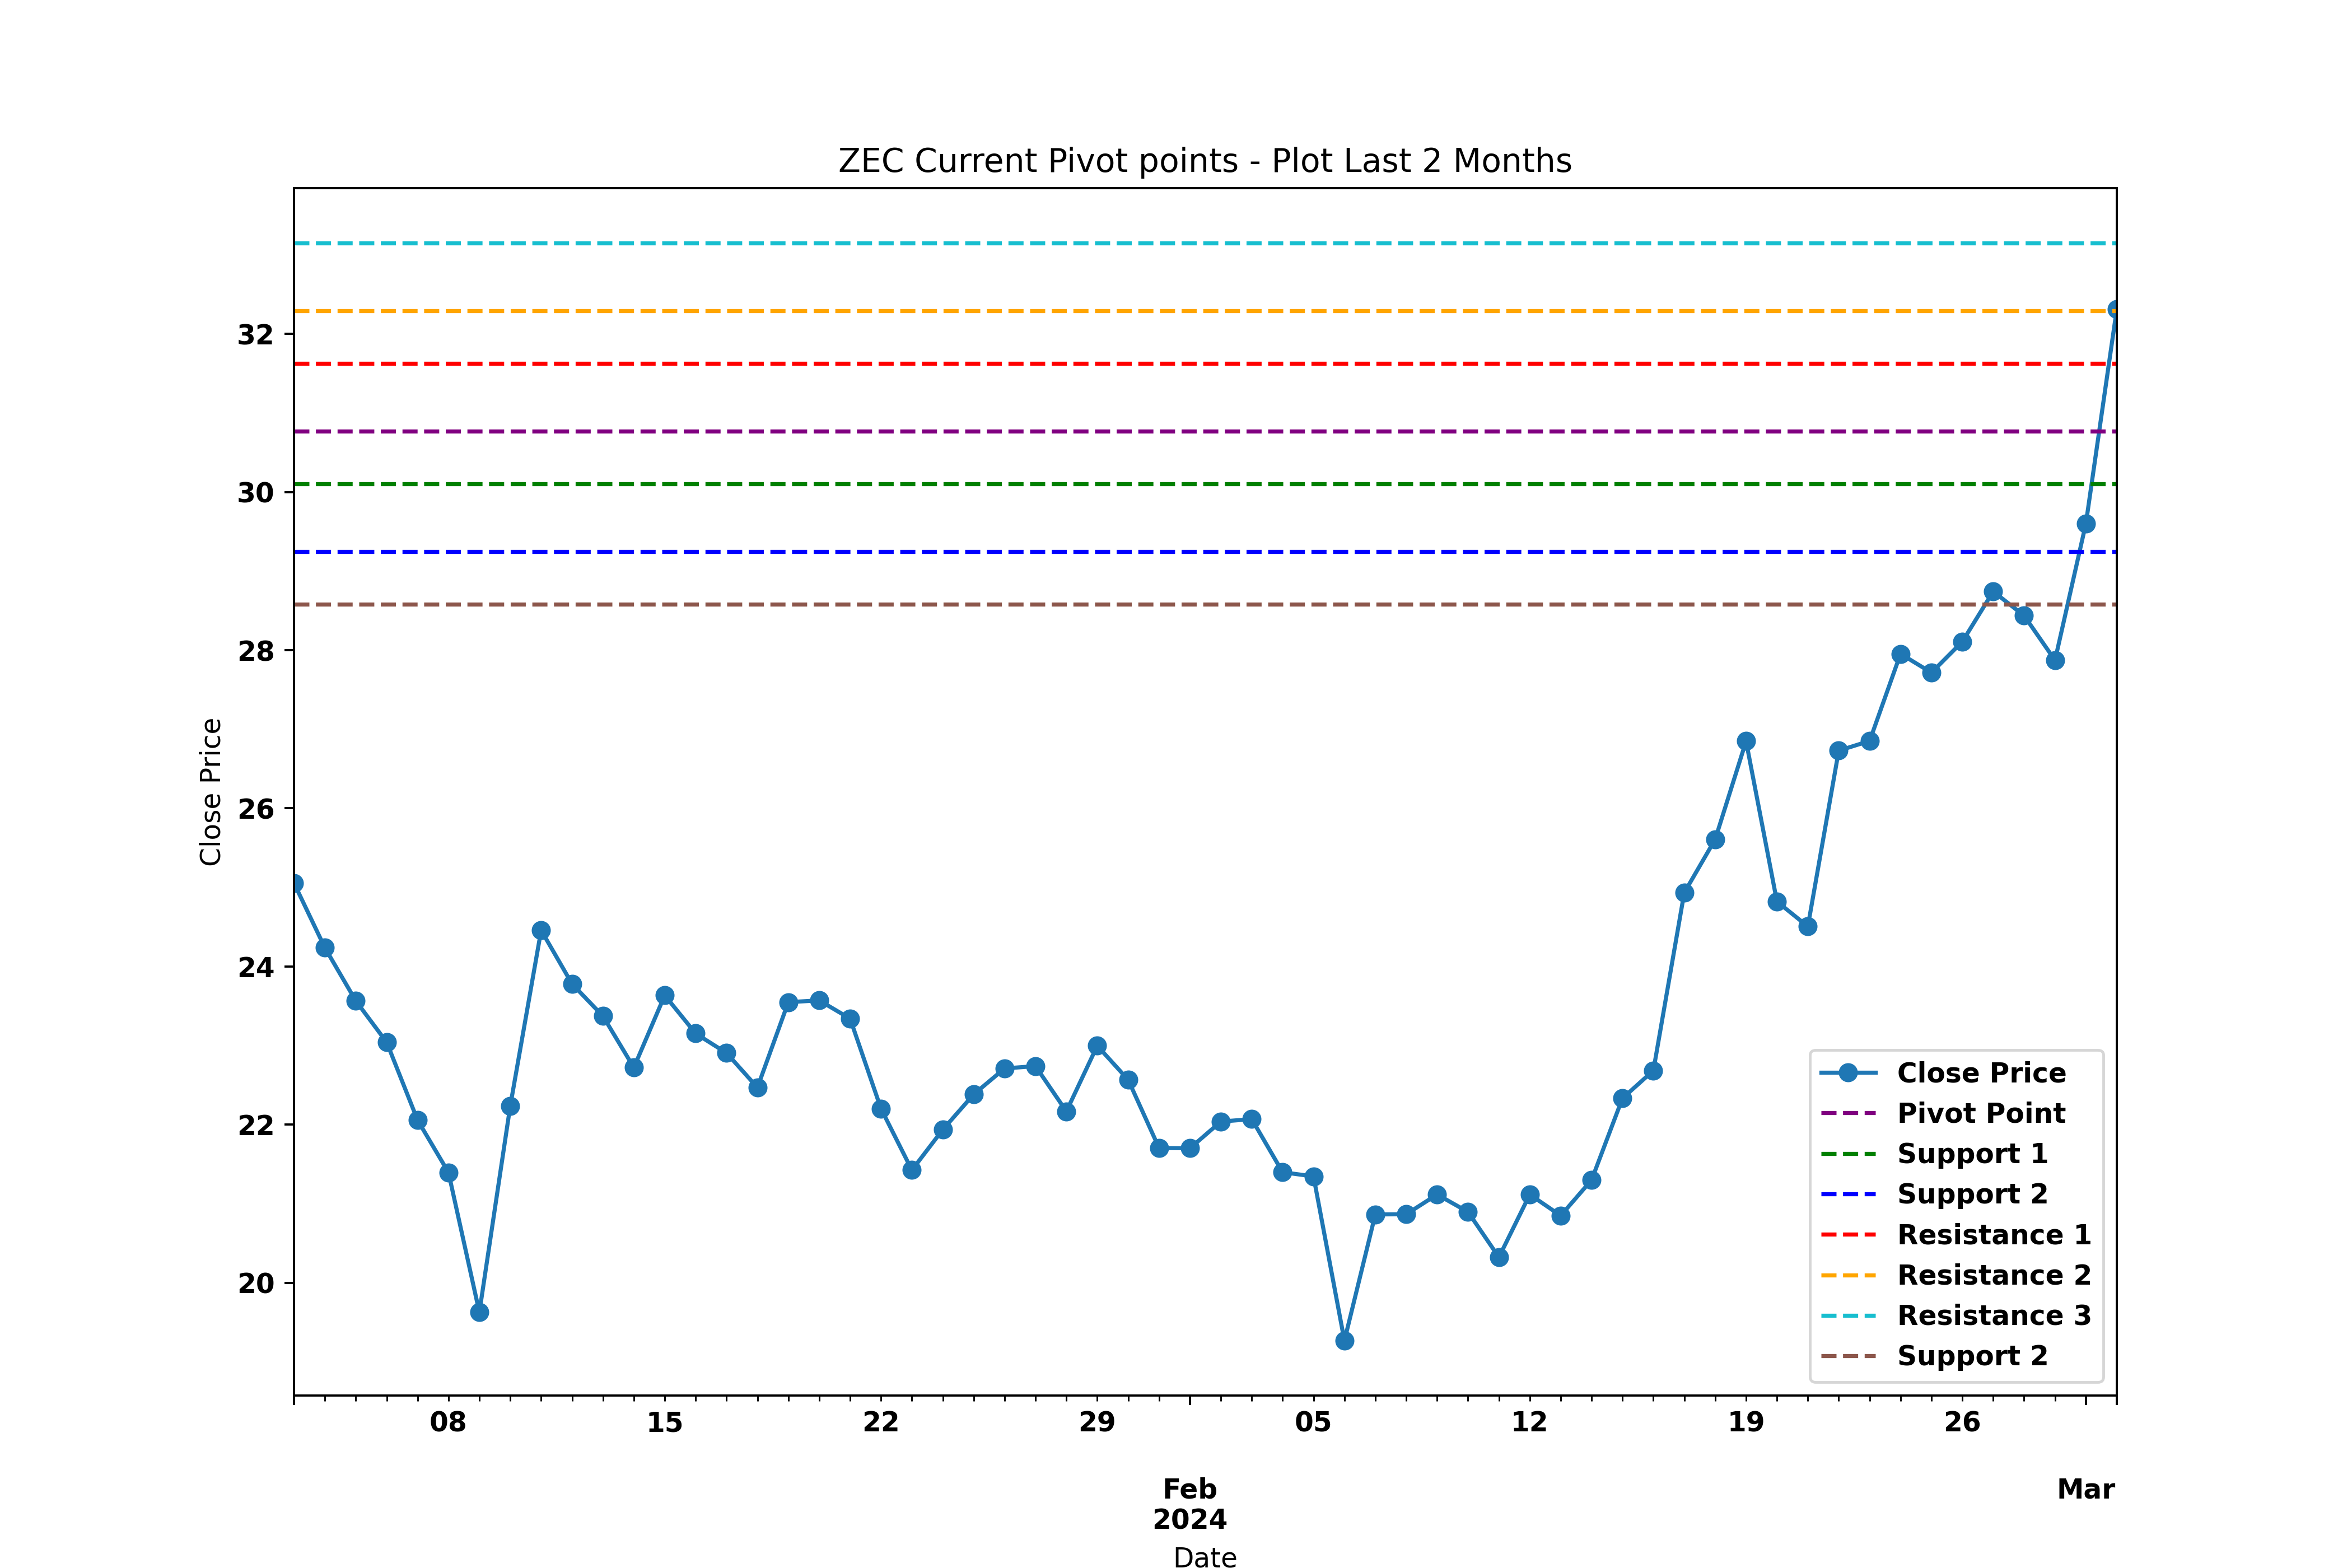 ZEC Current Pivot points - Plot Last 2 Months
32
30
28
26
24
22
20
Close Price
Close Price
Pivot Point
Support 1
Support 2
Resistance 1
Resistance 2
Resistance 3
Support 2
08 15 22 29 05 12 19 26
Feb Mar
2024
Date